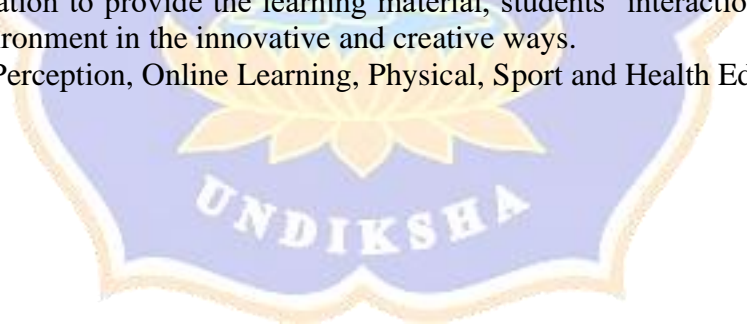 ation to provide the learning material, students' interactio
ronment in the innovative and creative ways.
Perception, Online Learning, Physical, Sport and Health Ed
UNDIKSHA